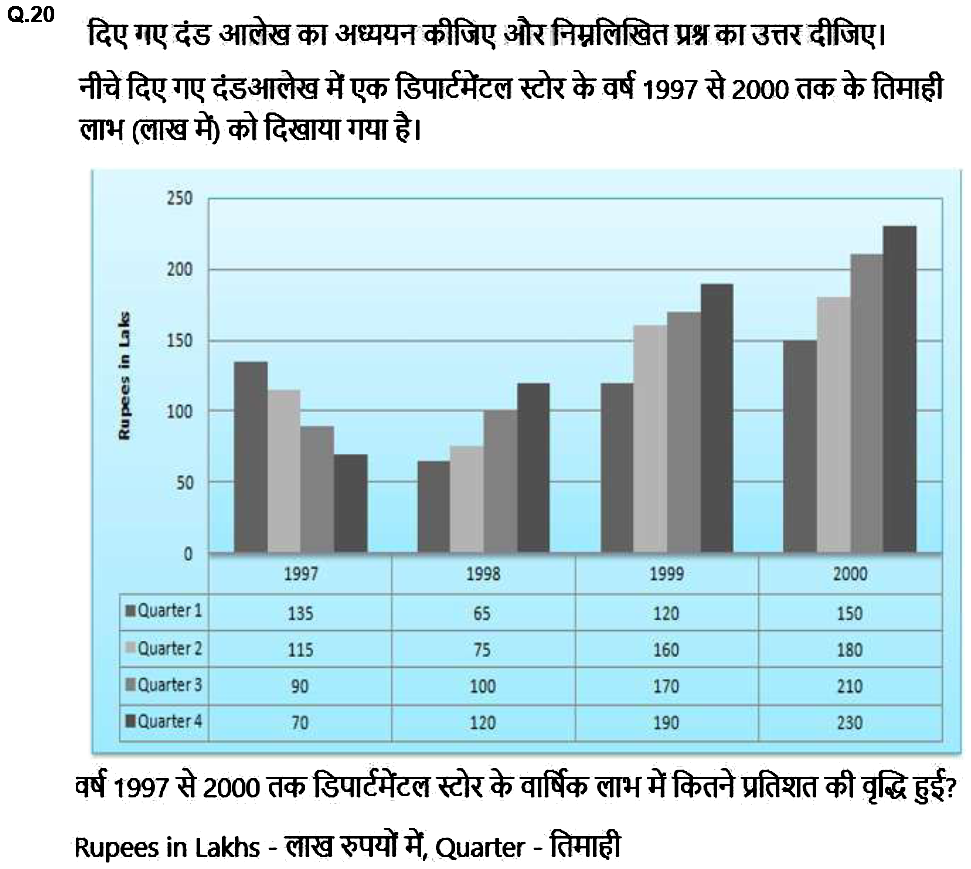 Q.20
दिए गए दंड आलेख का अध्ययन कीजिए और निम्नलिखित प्रश्न का उत्तर दीजिए।
नीचे दिए गए दंडआलेख में एक डिपार्टमेंटल स्टोर के वर्ष 1997 से 2000 तक के तिमाही
लाभ (लाख में) को दिखाया गया है।
250
200
150
100
50
0
Rupees in Laks
1997 1998 1999 2000
Quarter 1 135 65 120 150
Quarter 2 115 75 160 180
Quarter 3 90 100 170 210
Quarter 4 70 120 190 230
वर्ष 1997 से 2000 तक डिपार्टमेंटल स्टोर के वार्षिक लाभ में कितने प्रतिशत की वृद्धि हुई?
Rupees in Lakhs - लाख रुपयों में, Quarter - तिमाही